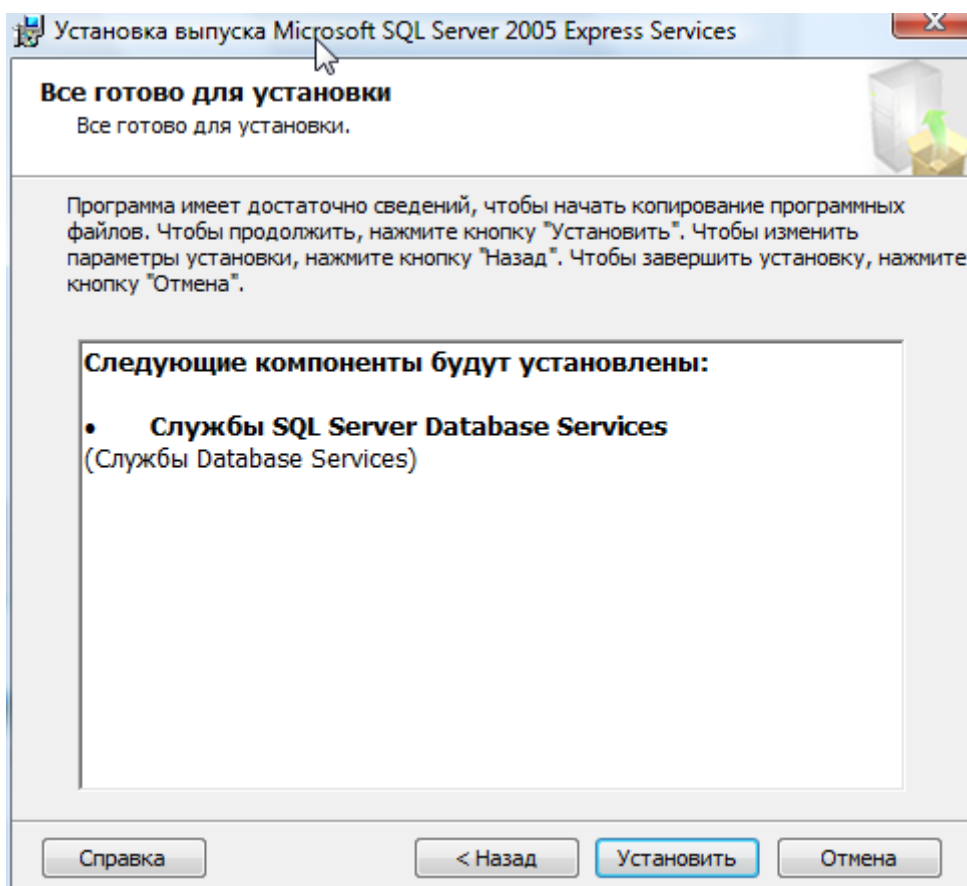 Установка выпуска Microsoft SQL Server 2005 Express Services
Все готово для установки
Все готово для установки.
Программа имеет достаточно сведений, чтобы начать копирование программных
файлов. Чтобы продолжить, нажмите кнопку "Установить". Чтобы изменить
параметры установки, нажмите кнопку "Назад". Чтобы завершить установку, нажмите
кнопку "Отмена".
Следующие компоненты будут установлены:
• Службы SQL Server Database Services
(Службы Database Services)
Справка
< Назад
Установить
Отмена